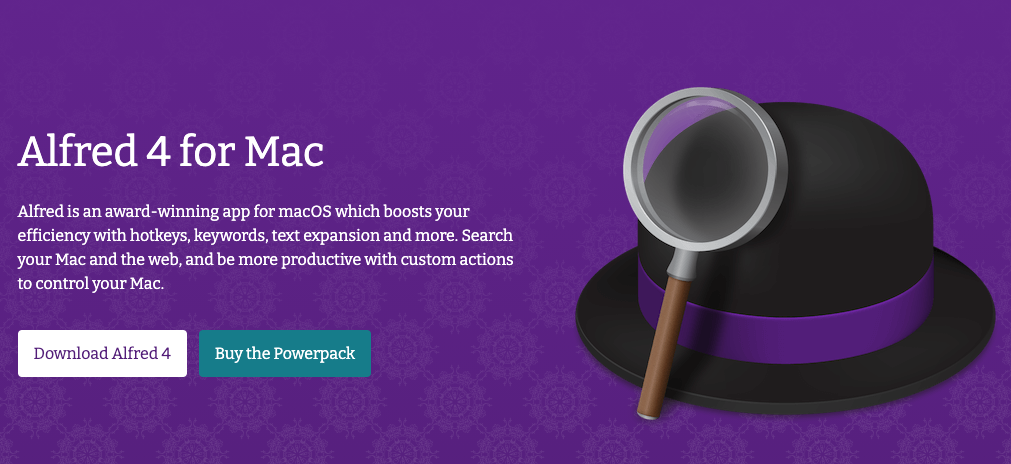 Alfred 4 for Mac
Alfred is an award-winning app for macOS which boosts your
efficiency with hotkeys, keywords, text expansion and more. Search
your Mac and the web, and be more productive with custom actions
to control your Mac.
Download Alfred 4
Buy the Powerpack